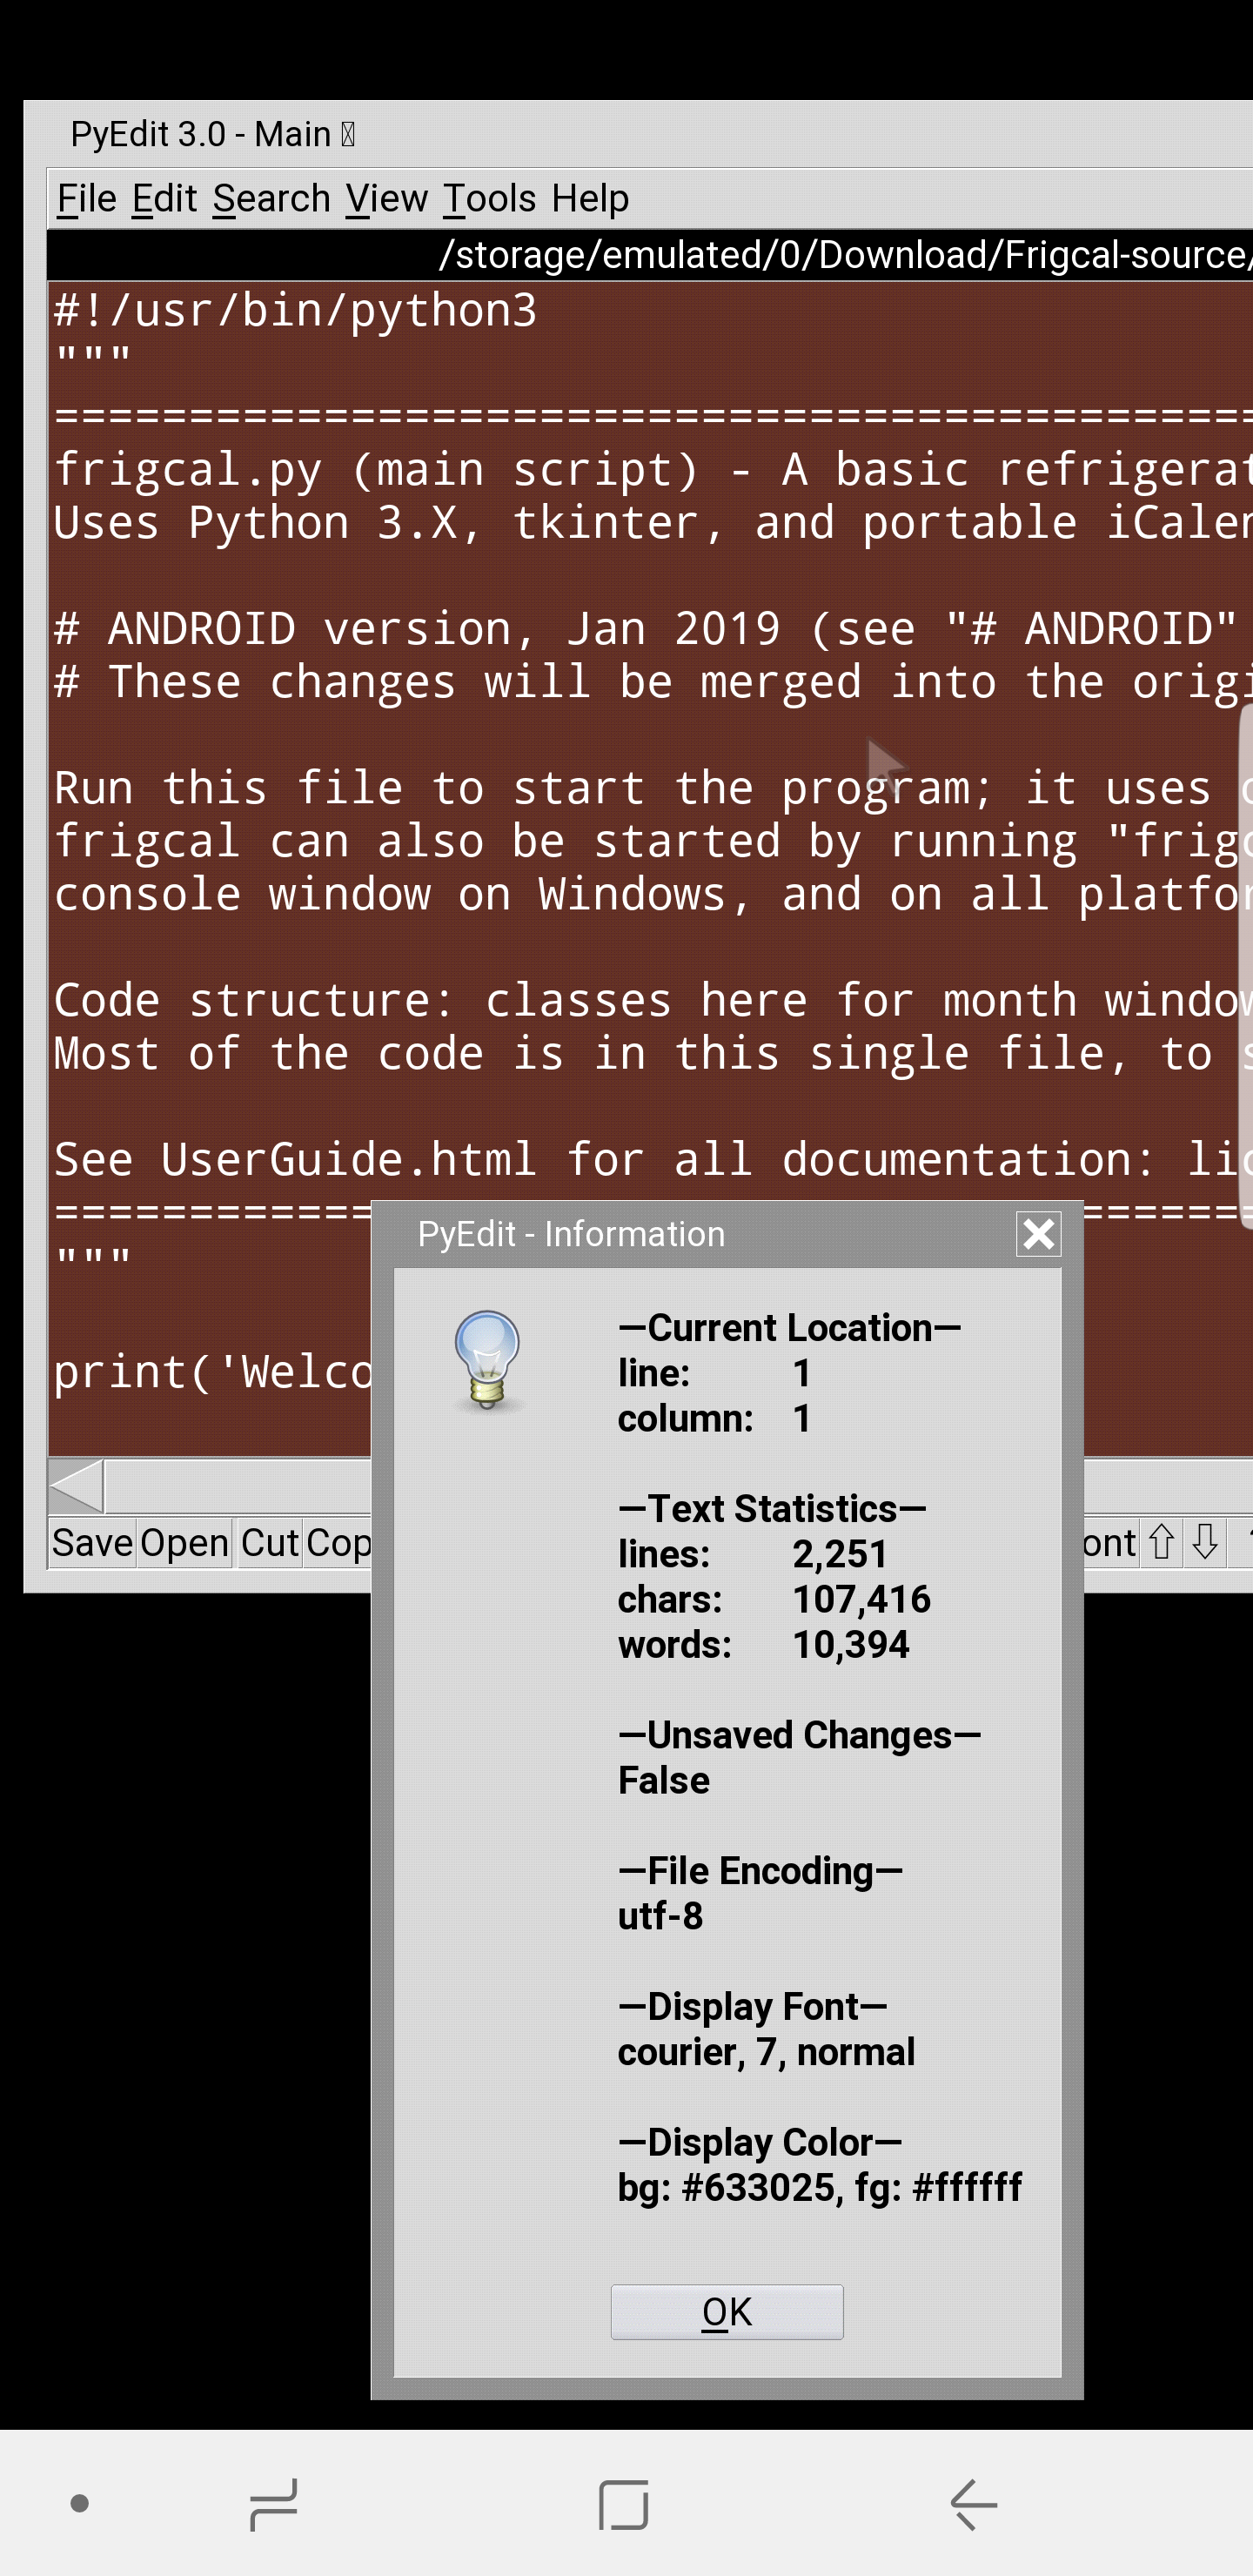 PyEdit 3.0 - Main
File Edit Search View Tools Help
/storage/emulated/0/Download/Frigcal-source/
#!/usr/bin/python3
"""
=============================================
frigcal.py (main script) - A basic refrigerat
Uses Python 3.X, tkinter, and portable iCalen
# ANDROID version, Jan 2019 (see "# ANDROID"
# These changes will be merged into the origi
Run this file to start the program; it uses
frigcal can also be started by running "frigc
console window on Windows, and on all platfor
Code structure: classes here for month window
Most of the code is in this single file, to s
See UserGuide.html for all documentation: lic
=============================================
"""
print('Welco
Save Open Cut Cop ont ⇧ ⇩
PyEdit - Information
—Current Location—
line: 1
column: 1
—Text Statistics—
lines: 2,251
chars: 107,416
words: 10,394
—Unsaved Changes—
False
—File Encoding—
utf-8
—Display Font—
courier, 7, normal
—Display Color—
bg: #633025, fg: #ffffff
OK